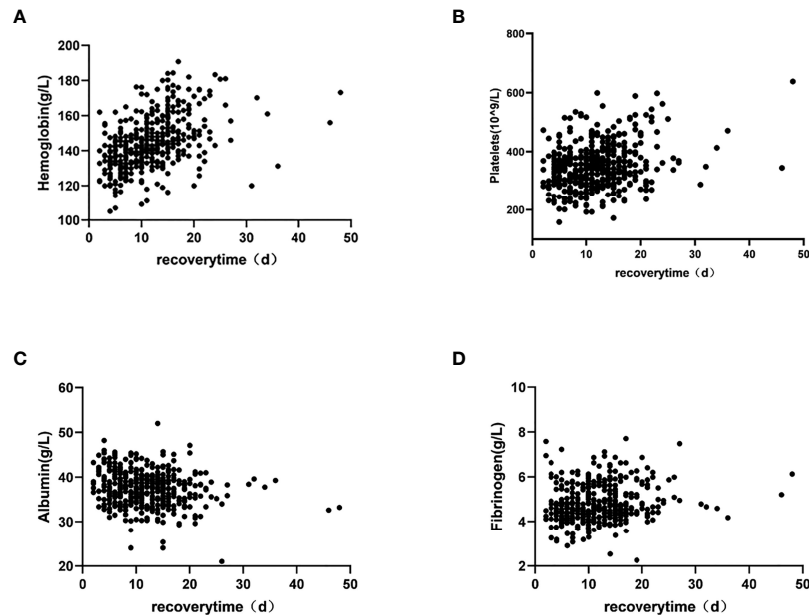 A
200
180
160
140
120
100
Hemoglobin(g/L)
0 10 20 30 40 50
recoverytime（d）
B
800
600
400
200
Platelets(10^9/L)
0 10 20 30 40 50
recoverytime（d）
C
60
50
40
30
20
Albumin(g/L)
0 10 20 30 40 50
recoverytime（d）
D
10
8
6
4
2
Fibrinogen(g/L)
0 10 20 30 40 50
recoverytime（d）